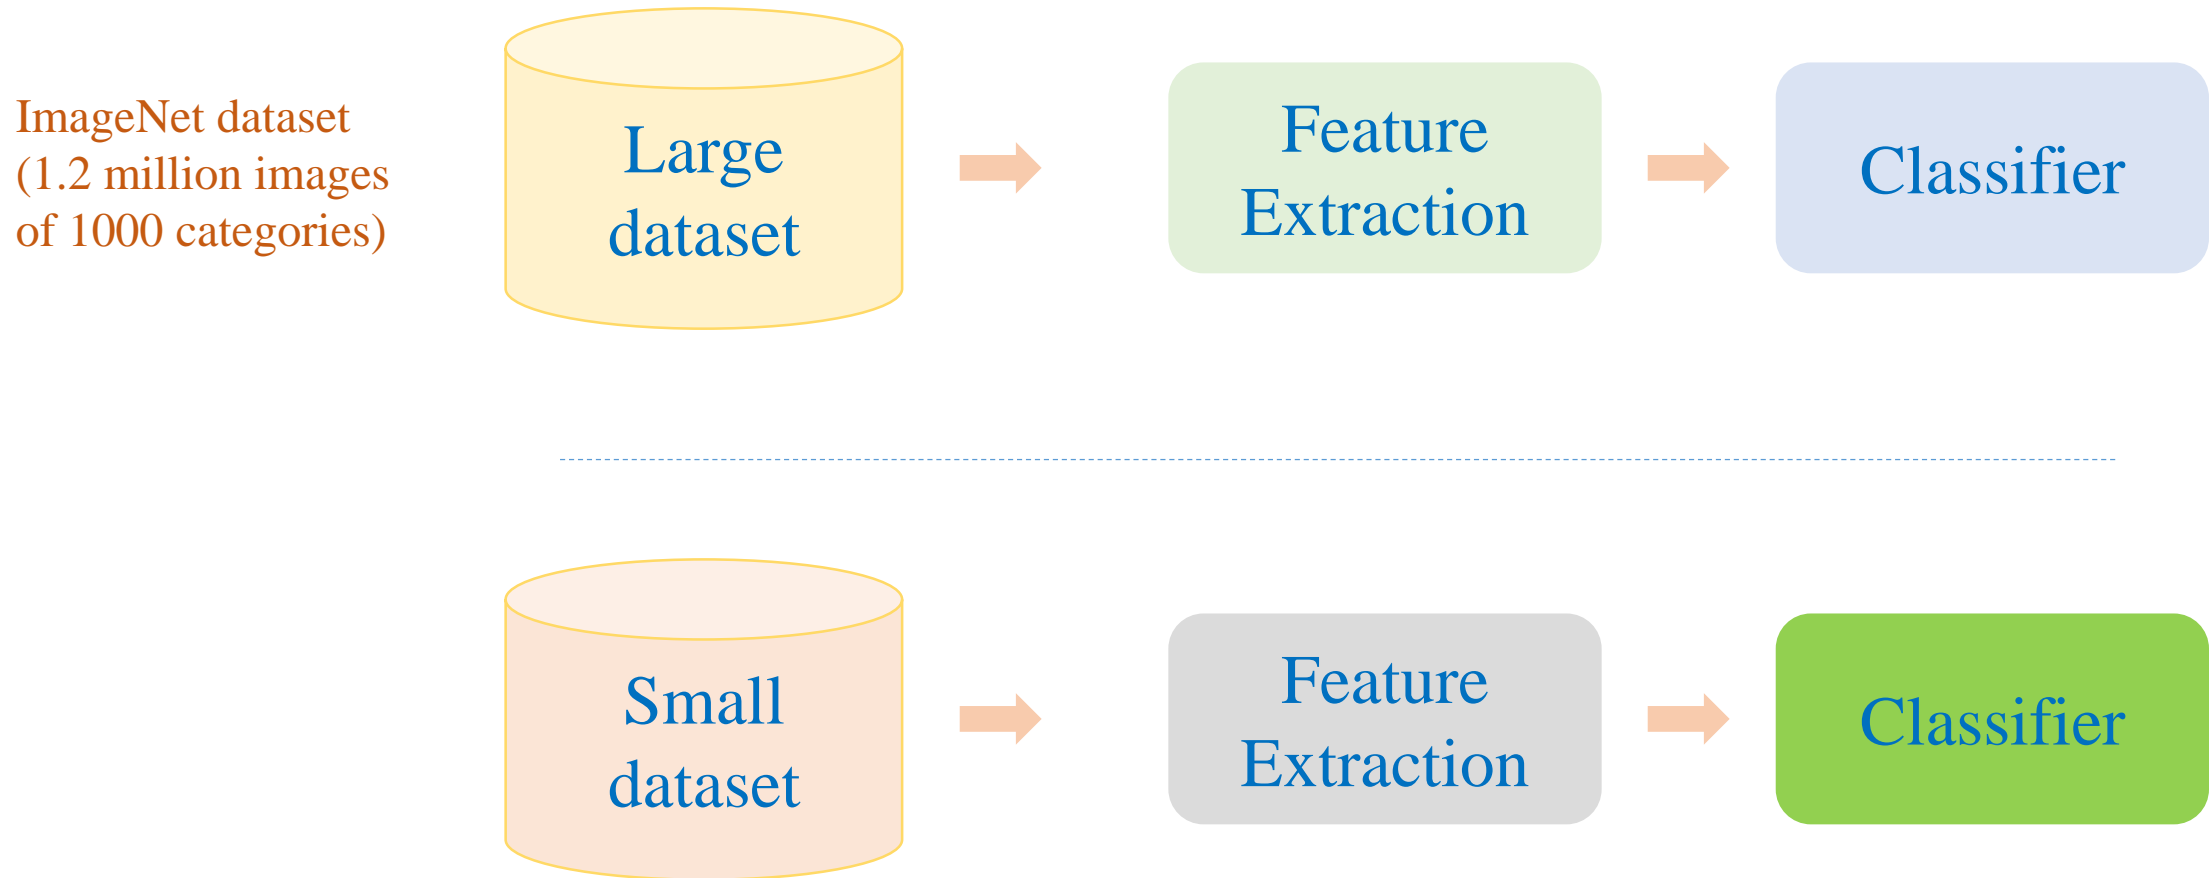 ImageNet dataset
(1.2 million images
of 1000 categories)
Large
dataset
Feature
Extraction
Classifier
Small
dataset
Feature
Extraction
Classifier